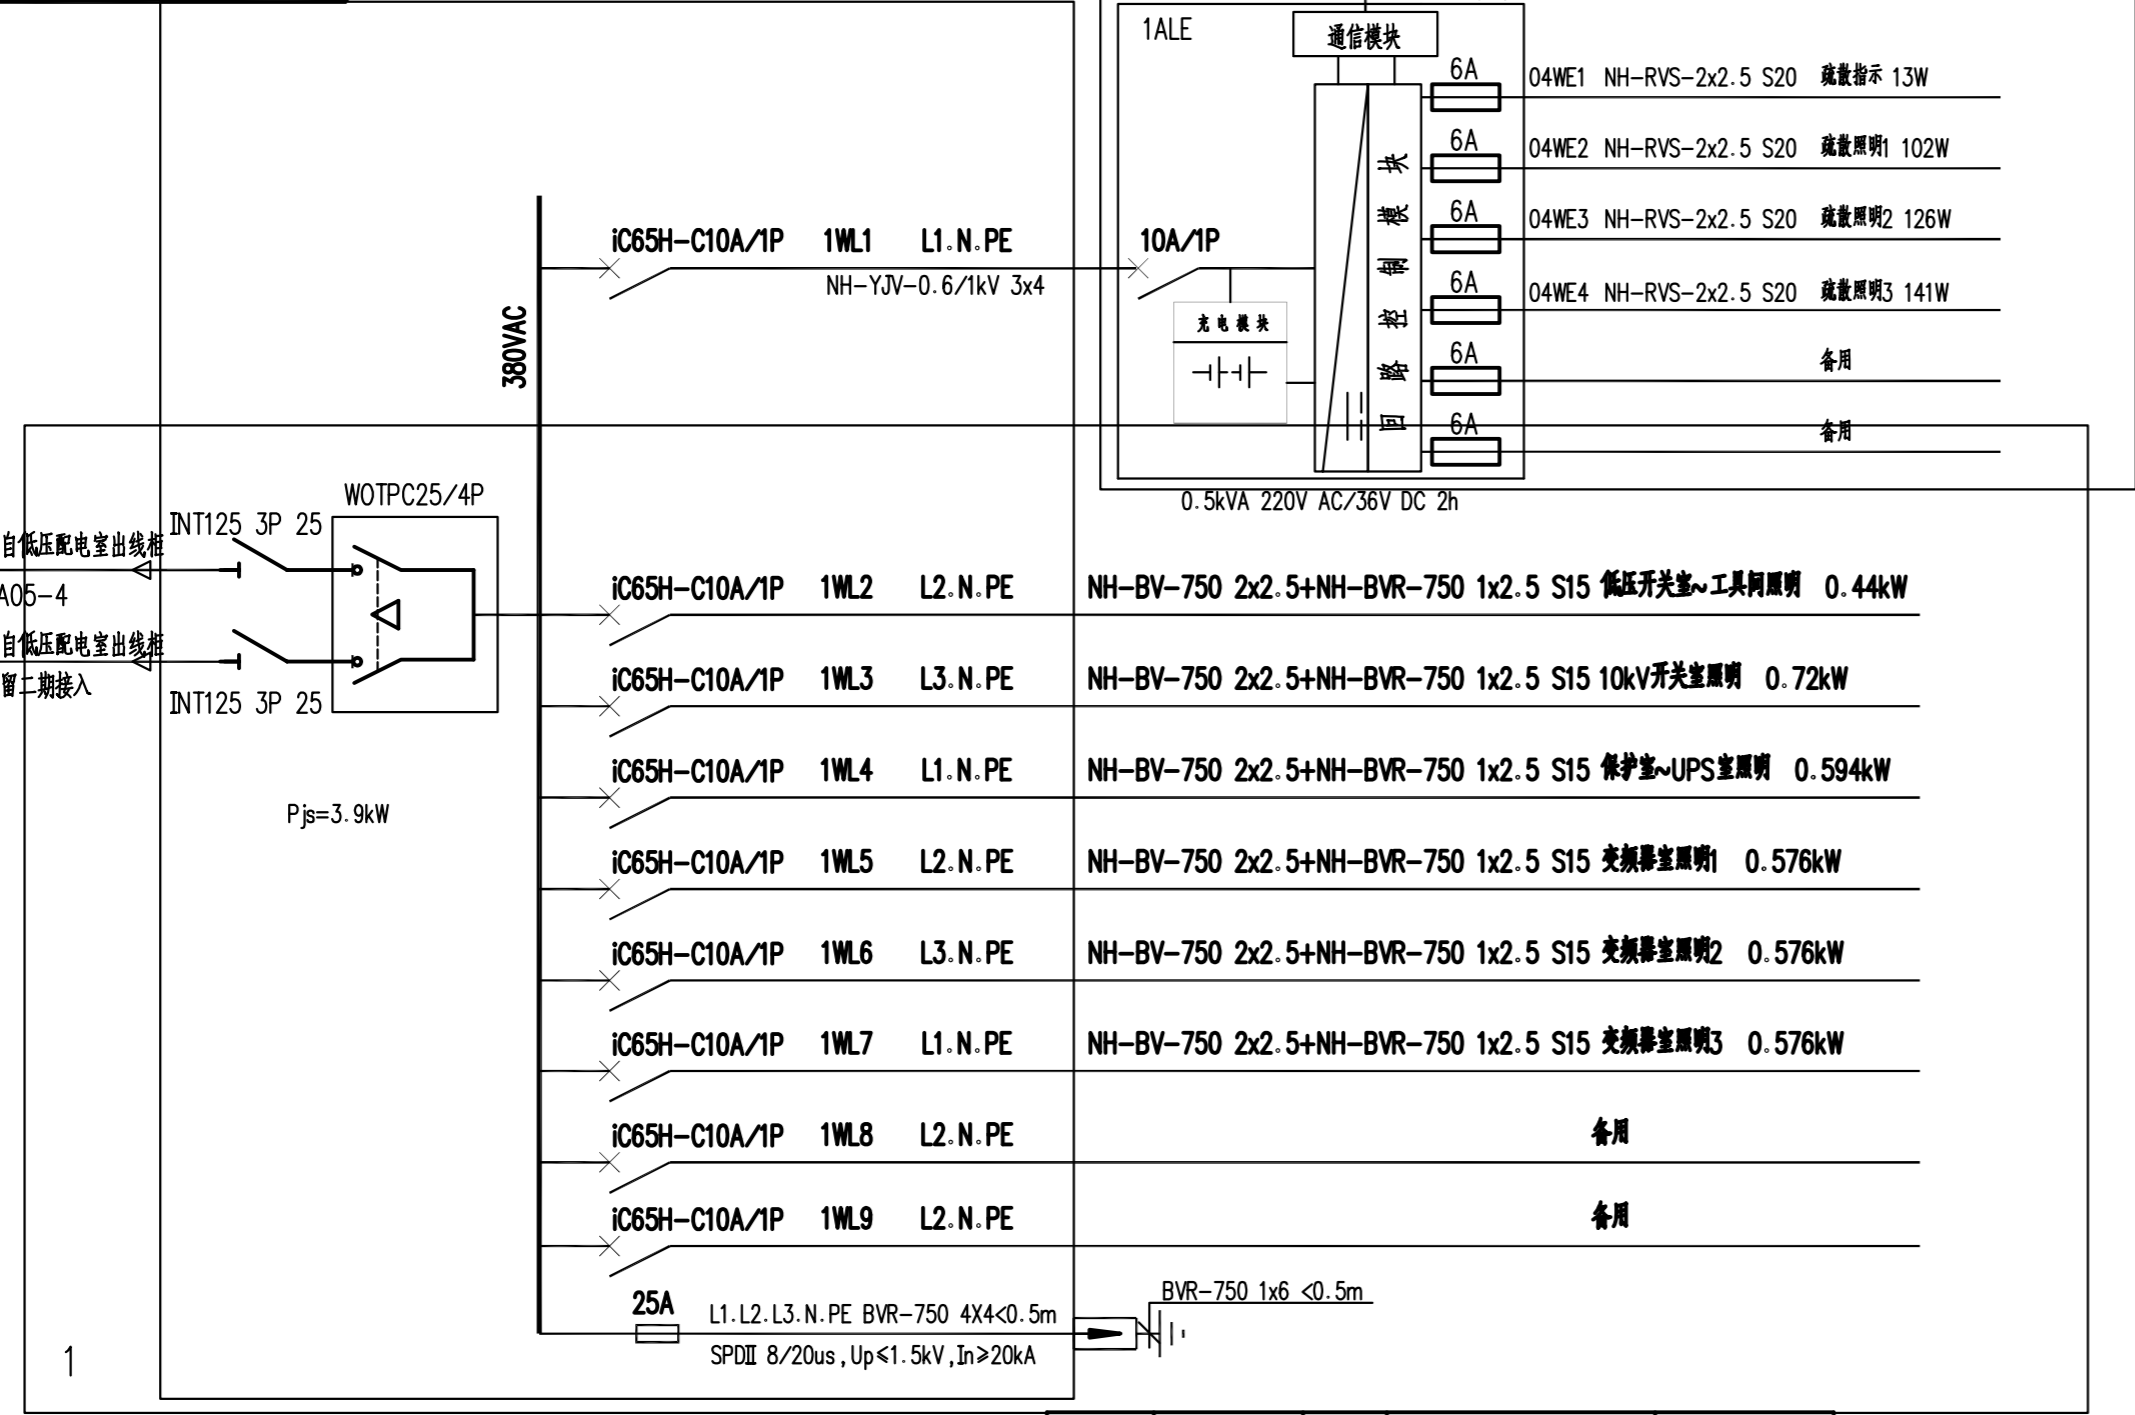 1ALE
通信模块
6A
04WE1 NH-RVS-2x2.5 S20 疏散指示 13W
6A
04WE2 NH-RVS-2x2.5 S20 疏散照明1 102W
6A
04WE3 NH-RVS-2x2.5 S20 疏散照明2 126W
6A
04WE4 NH-RVS-2x2.5 S20 疏散照明3 141W
6A
备用
6A
备用
回路控制模块
10A/1P
充电模块
0.5kVA 220V AC/36V DC 2h
380VAC
iC65H-C10A/1P 1WL1 L1.N.PE
NH-YJV-0.6/1kV 3x4
WOTPC25/4P
INT125 3P 25
自低压配电室出线柜
A05-4
自低压配电室出线柜
留二期接入
INT125 3P 25
Pjs=3.9kW
iC65H-C10A/1P 1WL2 L2.N.PE NH-BV-750 2x2.5+NH-BVR-750 1x2.5 S15 低压开关室~工具间照明 0.44kW
iC65H-C10A/1P 1WL3 L3.N.PE NH-BV-750 2x2.5+NH-BVR-750 1x2.5 S15 10kV开关室照明 0.72kW
iC65H-C10A/1P 1WL4 L1.N.PE NH-BV-750 2x2.5+NH-BVR-750 1x2.5 S15 保护室~UPS室照明 0.594kW
iC65H-C10A/1P 1WL5 L2.N.PE NH-BV-750 2x2.5+NH-BVR-750 1x2.5 S15 变频器室照明1 0.576kW
iC65H-C10A/1P 1WL6 L3.N.PE NH-BV-750 2x2.5+NH-BVR-750 1x2.5 S15 变频器室照明2 0.576kW
iC65H-C10A/1P 1WL7 L1.N.PE NH-BV-750 2x2.5+NH-BVR-750 1x2.5 S15 变频器室照明3 0.576kW
iC65H-C10A/1P 1WL8 L2.N.PE 备用
iC65H-C10A/1P 1WL9 L2.N.PE 备用
25A
L1.L2.L3.N.PE BVR-750 4X4<0.5m
SPDⅡ 8/20us,Up≤1.5kV,In≥20kA
BVR-750 1x6 <0.5m
1